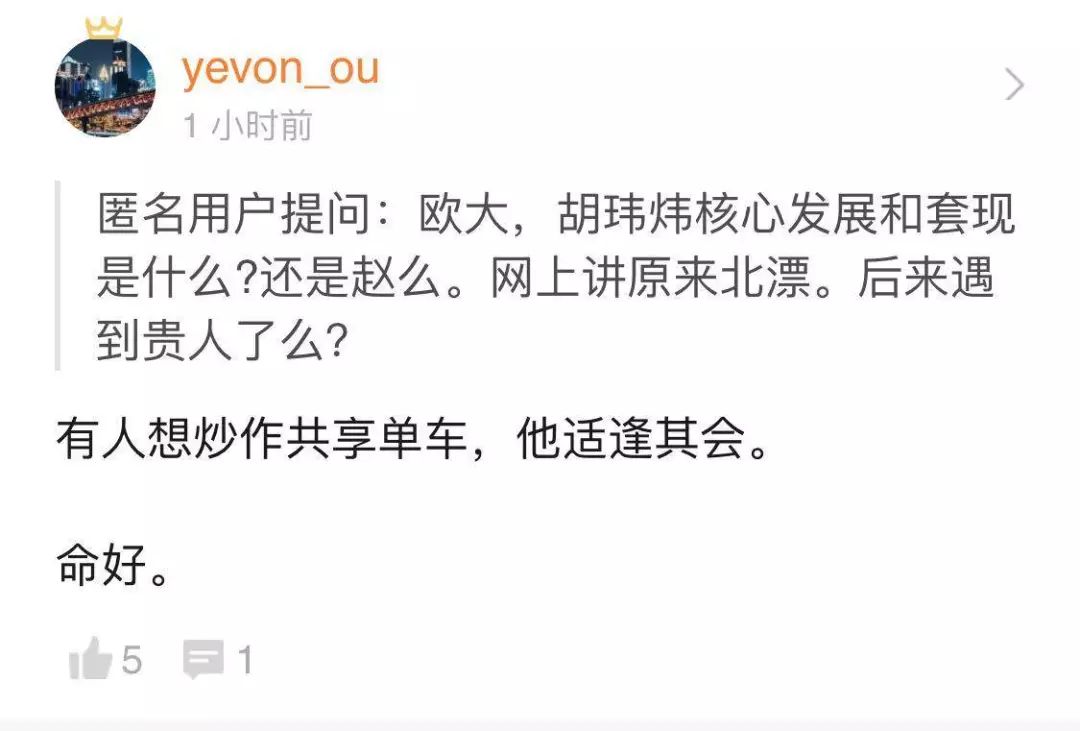 yevon_ou
1 小时前
匿名用户提问：欧大，胡玮炜核心发展和套现
是什么?还是赵么。网上讲原来北漂。后来遇
到贵人了么?
有人想炒作共享单车，他适逢其会。
命好。
5 1